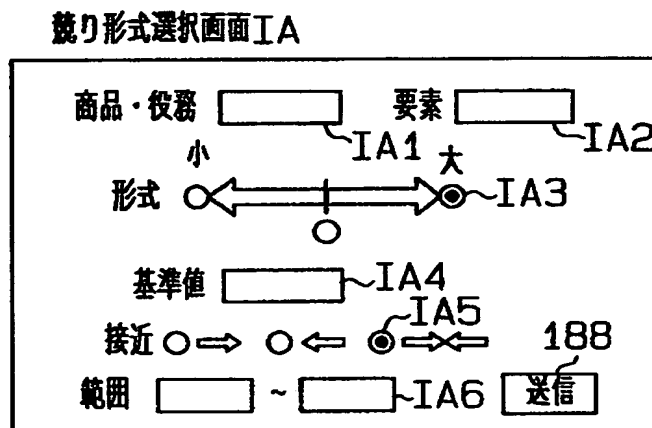 競り形式選択画面IA
商品・役務 要素
IA1 IA2
小 大
形式 IA3
基準値 IA4
IA5
接近 188
範囲 ~ IA6 送信